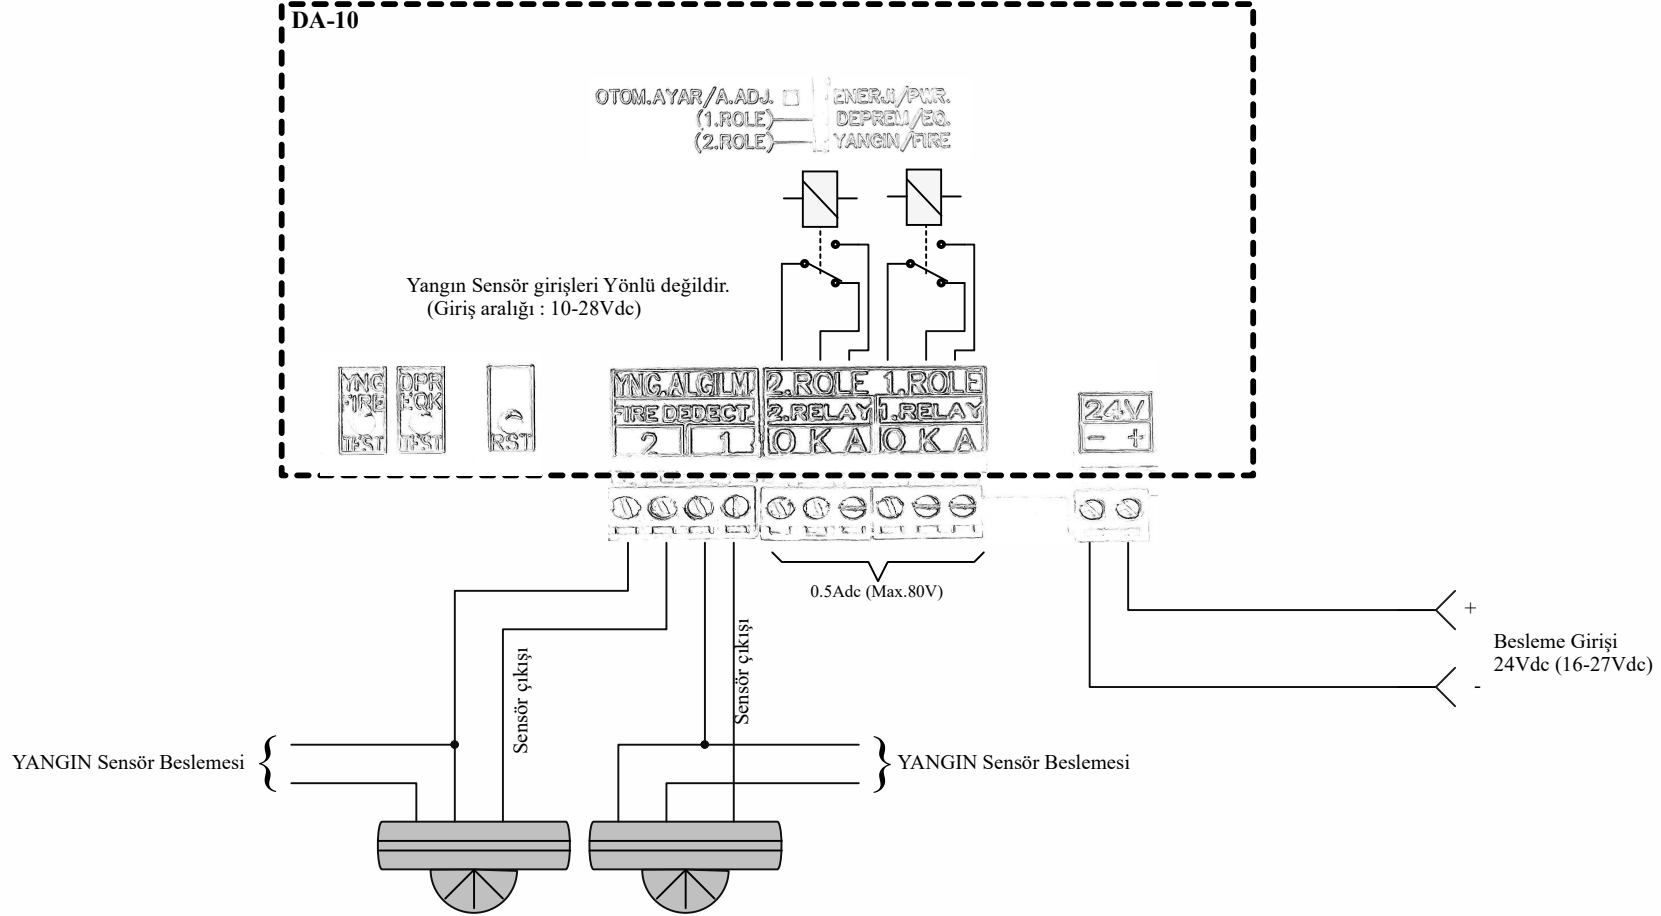 DA-10
OTOM.AYAR/A.ADJ. ENERJI/PWR.
(1.ROLE) DEPREM/EQ.
(2.ROLE) YANGIN/FIRE
Yangın Sensör girişleri Yönlü değildir.
(Giriş aralığı : 10-28Vdc)
YNG
FIRE
TEST
DPR
EQK
TEST
RST
YNG.ALGILM.
FIRE DEDECT.
2 1
2.ROLE 1.ROLE
2.RELAY 1.RELAY
O K A O K A
24V
- +
0.5Adc (Max.80V)
+
Besleme Girişi
24Vdc (16-27Vdc)
-
Sensör çıkışı
Sensör çıkışı
YANGIN Sensör Beslemesi
YANGIN Sensör Beslemesi